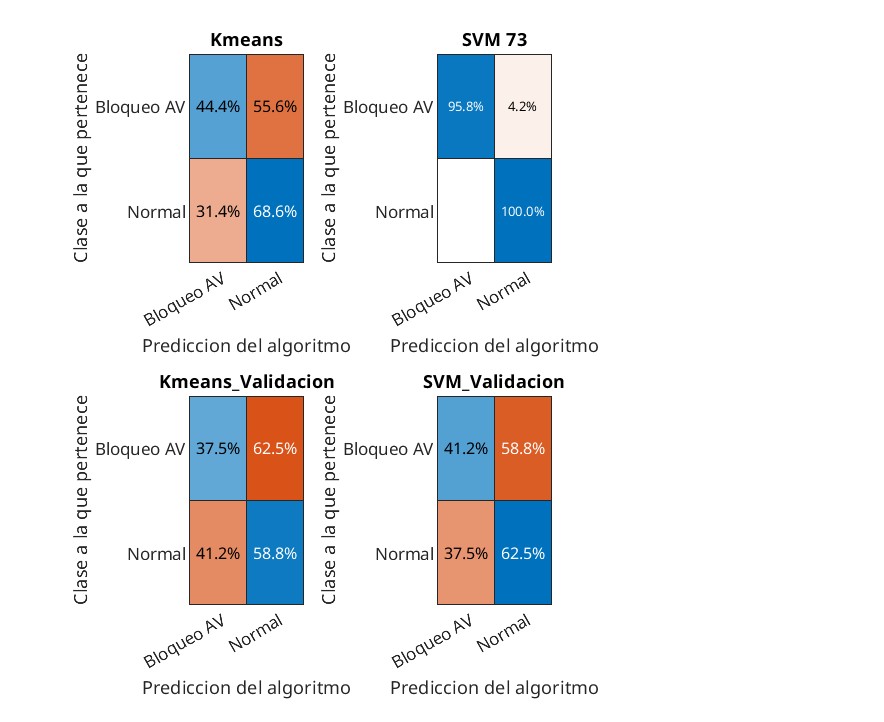 Kmeans
Clase a la que pertenece
Bloqueo AV
44.4%
55.6%
Normal
31.4%
68.6%
Bloqueo AV
Normal
Prediccion del algoritmo
SVM 73
Clase a la que pertenece
Bloqueo AV
95.8%
4.2%
Normal
100.0%
Bloqueo AV
Normal
Prediccion del algoritmo
Kmeans_Validacion
Clase a la que pertenece
Bloqueo AV
37.5%
62.5%
Normal
41.2%
58.8%
Bloqueo AV
Normal
Prediccion del algoritmo
SVM_Validacion
Clase a la que pertenece
Bloqueo AV
41.2%
58.8%
Normal
37.5%
62.5%
Bloqueo AV
Normal
Prediccion del algoritmo